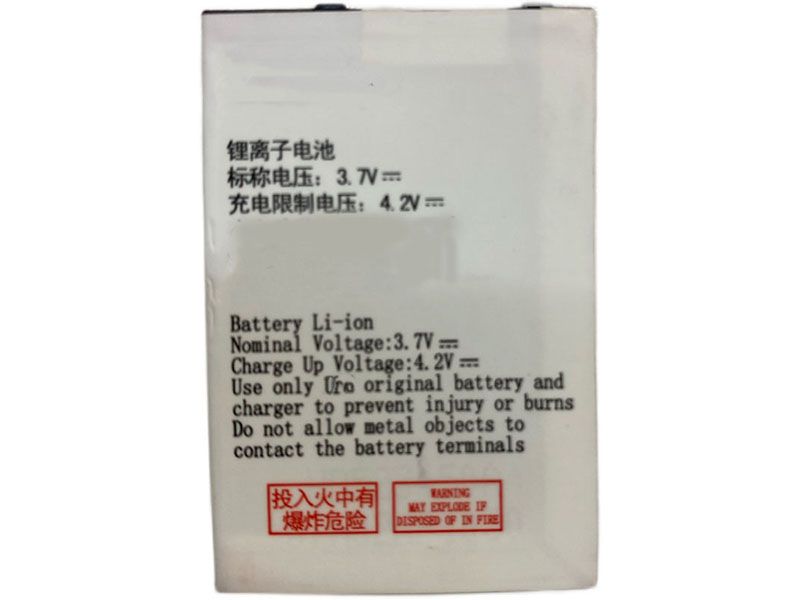 锂离子电池
标称电压: 3.7V⎓
充电限制电压: 4.2V⎓
Battery Li-ion
Nominal Voltage:3.7V⎓
Charge Up Voltage:4.2V⎓
Use only Uro original battery and
charger to prevent injury or burns
Do not allow metal objects to
contact the battery terminals
投入火中有
爆炸危险
WARNING
MAY EXPLODE IF
DISPOSED OF IN FIRE